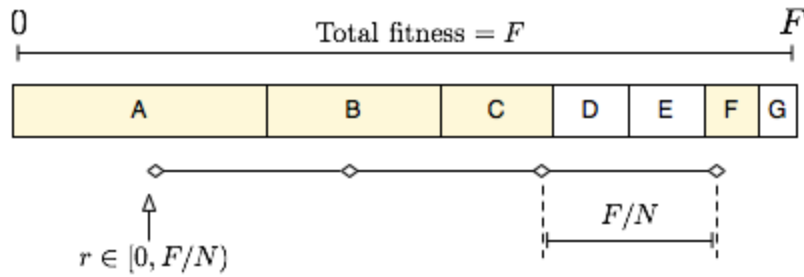 0 F
Total fitness = F
A B C D E F G
F/N
r ∈ [0, F/N)